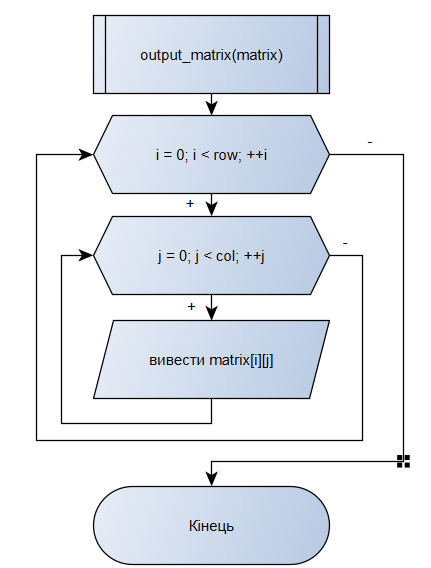 output_matrix(matrix)
i = 0; i < row; ++i
-
+
j = 0; j < col; ++j
-
+
вивести matrix[i][j]
Кінець